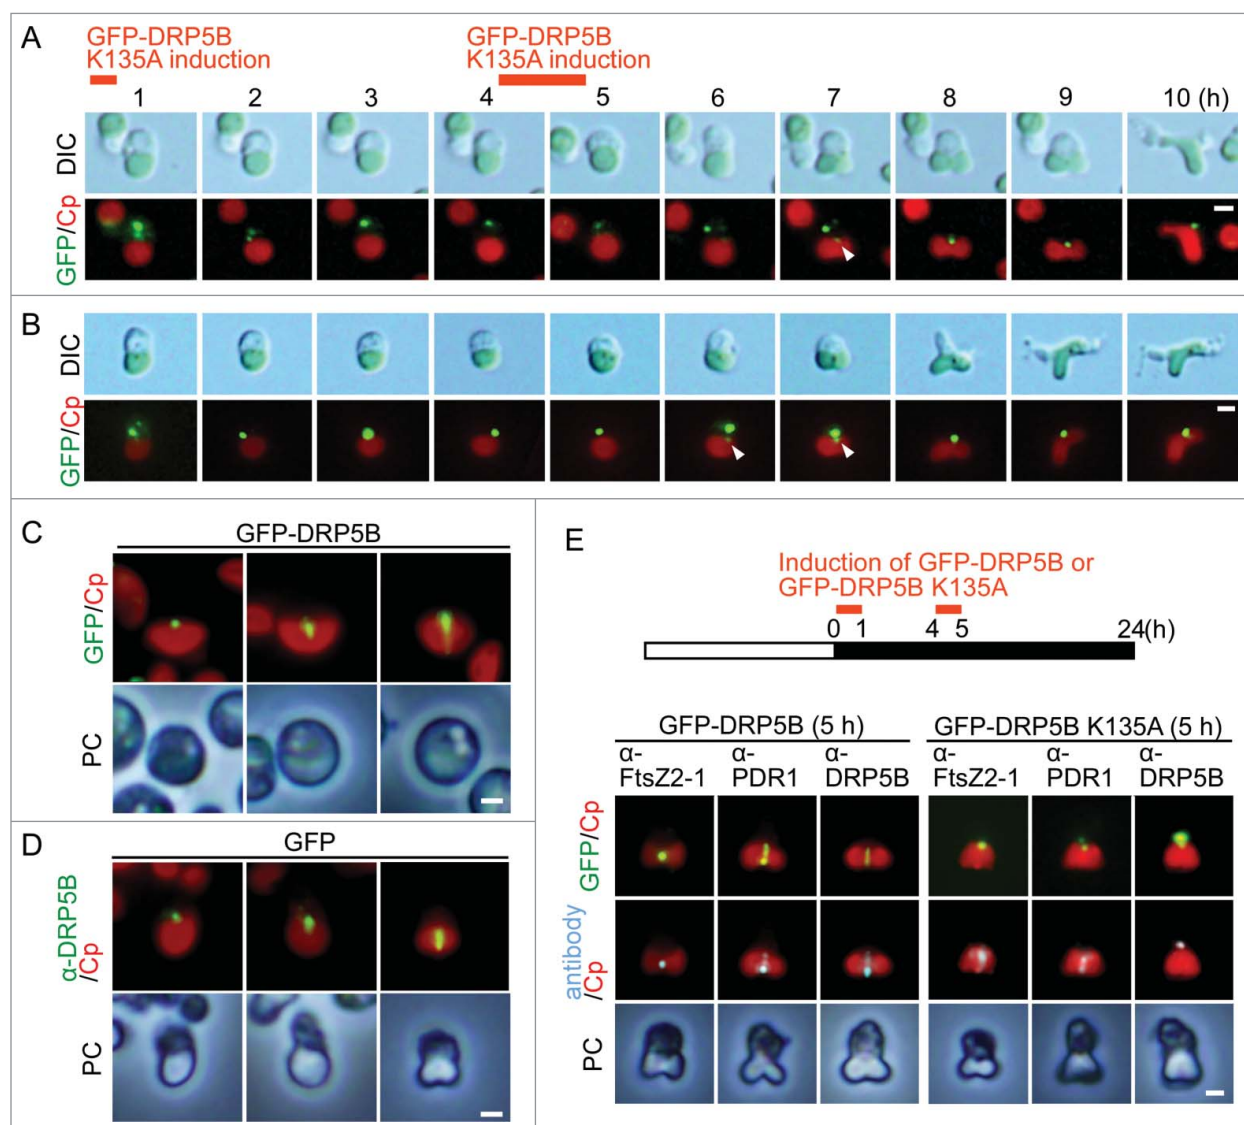 A
GFP-DRP5B
K135A induction
GFP-DRP5B
K135A induction
1 2 3 4 5 6 7 8 9 10 (h)
DIC
GFP/Cp
B
DIC
GFP/Cp
C
GFP-DRP5B
GFP/Cp
PC
D
GFP
α-DRP5B
/Cp
PC
E
Induction of GFP-DRP5B or
GFP-DRP5B K135A
0 1 4 5 24(h)
GFP-DRP5B (5 h) GFP-DRP5B K135A (5 h)
α- α- α- α- α- α-
FtsZ2-1 PDR1 DRP5B FtsZ2-1 PDR1 DRP5B
GFP/Cp
antibody
/Cp
PC